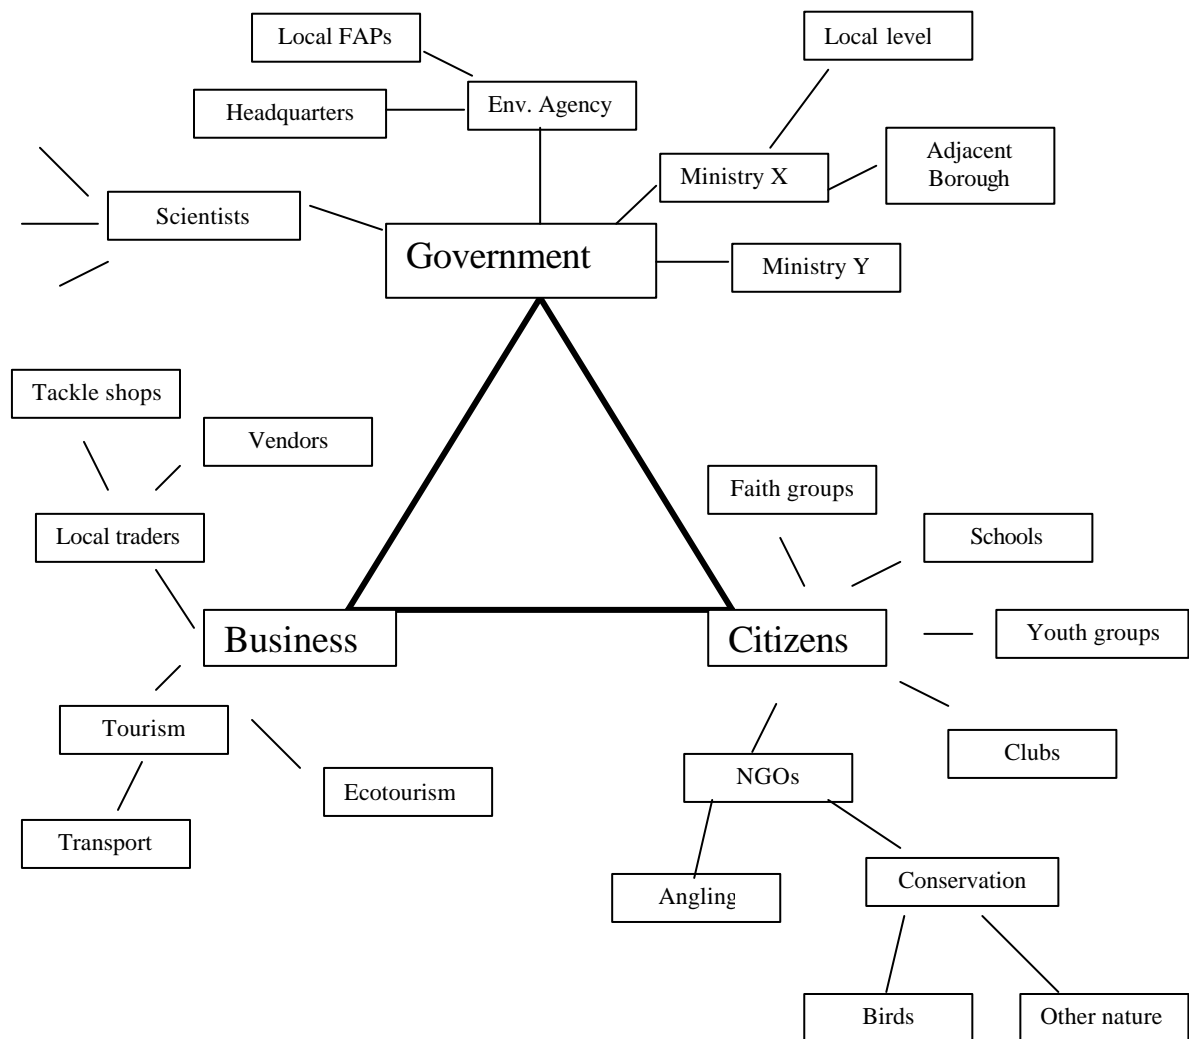 Local FAPs
Local level
Headquarters
Env. Agency
Ministry X
Adjacent
Borough
Scientists
Government
Ministry Y
Tackle shops
Vendors
Faith groups
Local traders
Schools
Business
Citizens
Youth groups
Tourism
Clubs
Ecotourism
NGOs
Transport
Angling
Conservation
Birds
Other nature